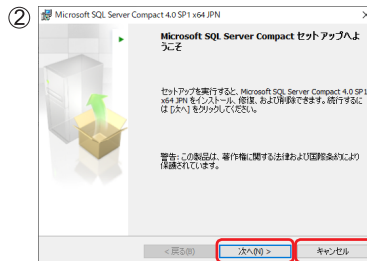 ②
Microsoft SQL Server Compact 4.0 SP1 x64 JPN
Microsoft SQL Server Compact セットアップへよ
うこそ
セットアップを実行すると、Microsoft SQL Server Compact 4.0 SP1
x64 JPN をインストール、修復、および削除できます。続行するに
は [次へ] をクリックしてください。
警告: この製品は、著作権に関する法律および国際条約により
保護されています。
< 戻る(B)
次へ(N) >
キャンセル